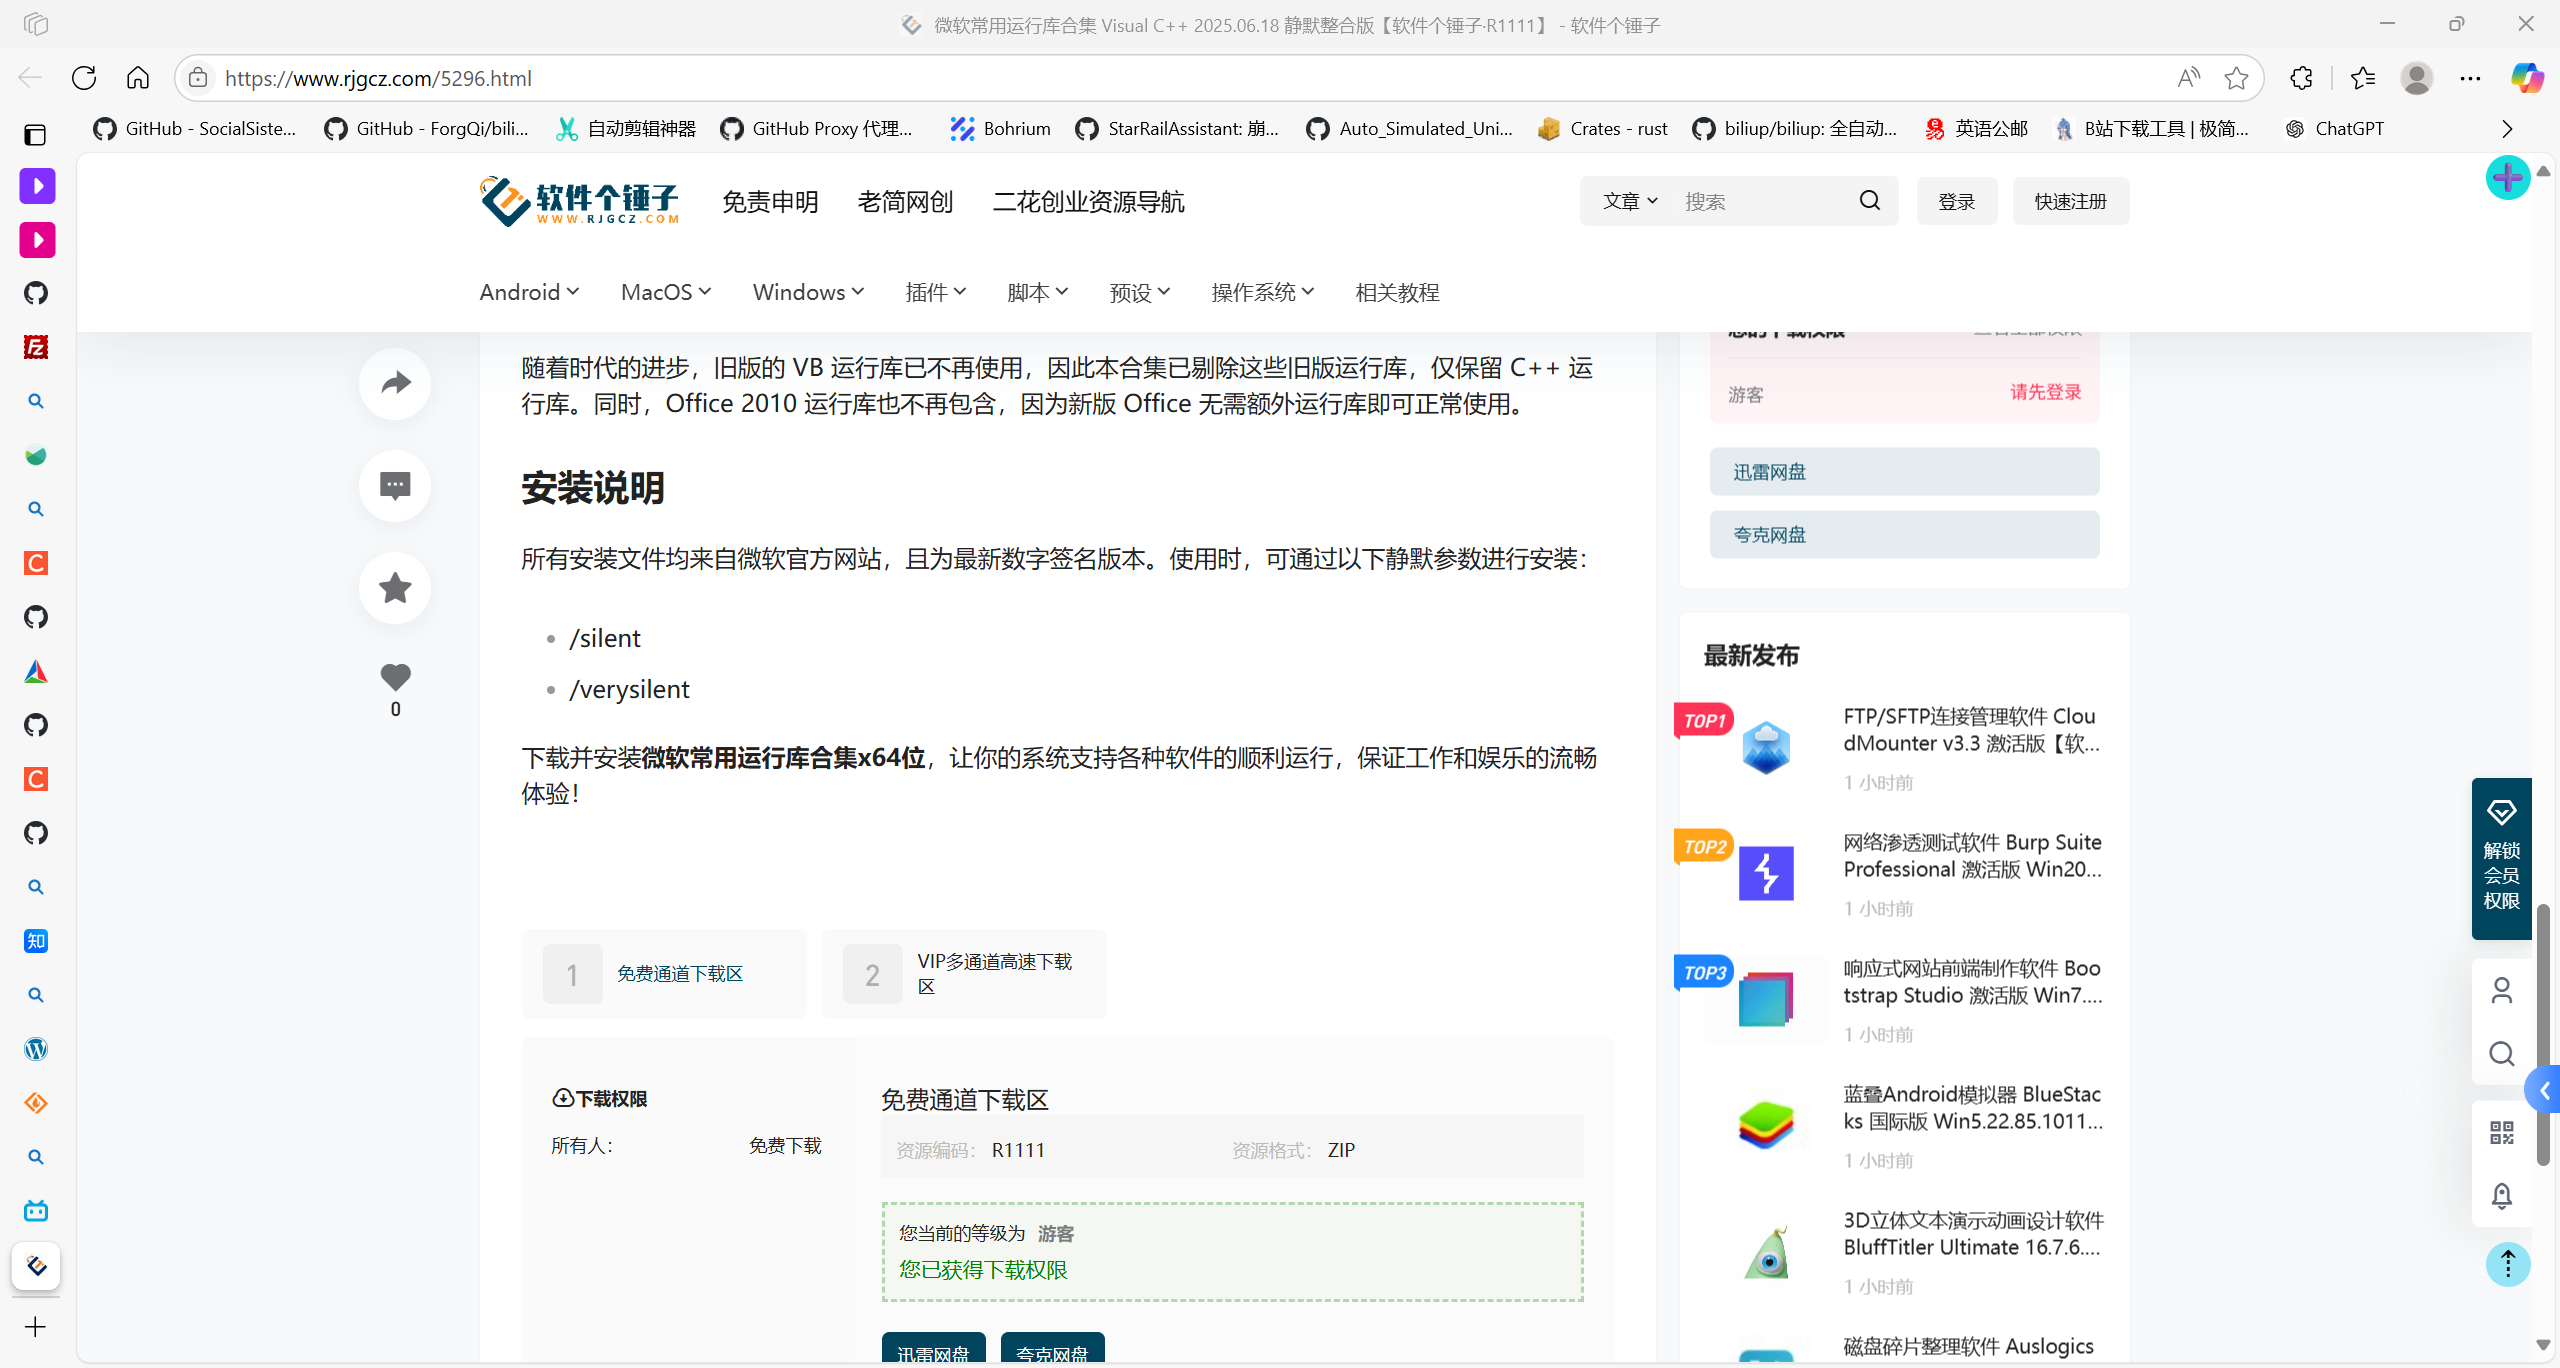 微软常用运行库合集 Visual C++ 2025.06.18 静默整合版【软件个锤子·R1111】 - 软件个锤子
https://www.rjgcz.com/5296.html
GitHub - SocialSiste...
GitHub - ForgQi/bili...
自动剪辑神器
GitHub Proxy 代理...
Bohrium
StarRailAssistant: 崩...
Auto_Simulated_Uni...
Crates - rust
biliup/biliup: 全自动...
英语公邮
B站下载工具 | 极简...
ChatGPT
软件个锤子
WWW.RJGCZ.COM
免责申明
老简网创
二花创业资源导航
文章
搜索
登录
快速注册
Android
MacOS
Windows
插件
脚本
预设
操作系统
相关教程
随着时代的进步，旧版的 VB 运行库已不再使用，因此本合集已剔除这些旧版运行库，仅保留 C++ 运
行库。同时，Office 2010 运行库也不再包含，因为新版 Office 无需额外运行库即可正常使用。
安装说明
所有安装文件均来自微软官方网站，且为最新数字签名版本。使用时，可通过以下静默参数进行安装：
/silent
/verysilent
0
下载并安装微软常用运行库合集x64位，让你的系统支持各种软件的顺利运行，保证工作和娱乐的流畅
体验！
1
免费通道下载区
2
VIP多通道高速下载
区
下载权限
所有人：
免费下载
免费通道下载区
资源编码： R1111
资源格式： ZIP
您当前的等级为 游客
您已获得下载权限
迅雷网盘
夸克网盘
游客
请先登录
迅雷网盘
夸克网盘
最新发布
TOP1
FTP/SFTP连接管理软件 Clou
dMounter v3.3 激活版【软...
1 小时前
TOP2
网络渗透测试软件 Burp Suite
Professional 激活版 Win20...
1 小时前
TOP3
响应式网站前端制作软件 Boo
tstrap Studio 激活版 Win7....
1 小时前
蓝叠Android模拟器 BlueStac
ks 国际版 Win5.22.85.1011...
1 小时前
3D立体文本演示动画设计软件
BluffTitler Ultimate 16.7.6....
1 小时前
磁盘碎片整理软件 Auslogics
解锁
会员
权限
知